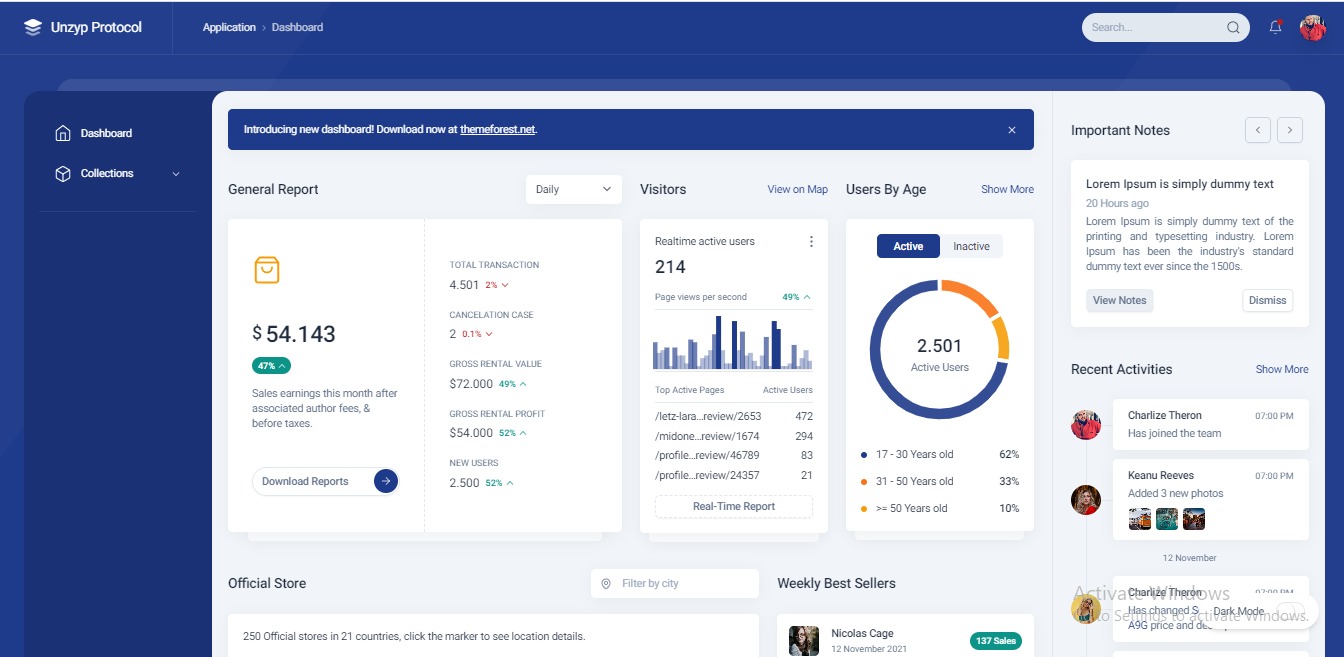 Unzyp Protocol
Application > Dashboard
Search...
Dashboard
Collections
Introducing new dashboard! Download now at themeforest.net.
×
General Report
Daily
$ 54.143
47%
Sales earnings this month after
associated author fees, &
before taxes.
Download Reports
TOTAL TRANSACTION
4.501 2%
CANCELATION CASE
2 0.1%
GROSS RENTAL VALUE
$72.000 49%
GROSS RENTAL PROFIT
$54.000 52%
NEW USERS
2.500 52%
Visitors
View on Map
Realtime active users
214
Page views per second 49%
Top Active Pages Active Users
/letz-lara...review/2653 472
/midone...review/1674 294
/profile...review/46789 83
/profile...review/24357 21
Real-Time Report
Users By Age
Show More
Active Inactive
2.501
Active Users
17 - 30 Years old 62%
31 - 50 Years old 33%
>= 50 Years old 10%
Official Store
Filter by city
250 Official stores in 21 countries, click the marker to see location details.
Weekly Best Sellers
Nicolas Cage
12 November 2021
137 Sales
Important Notes
Lorem Ipsum is simply dummy text
20 Hours ago
Lorem Ipsum is simply dummy text of the
printing and typesetting industry. Lorem
Ipsum has been the industry's standard
dummy text ever since the 1500s.
View Notes Dismiss
Recent Activities
Show More
Charlize Theron 07:00 PM
Has joined the team
Keanu Reeves 07:00 PM
Added 3 new photos
12 November
Charlize Theron 07:00 PM
Has changed S
A9G price and des
Dark Mode
Activate Windows
to Settings to activate Windows.